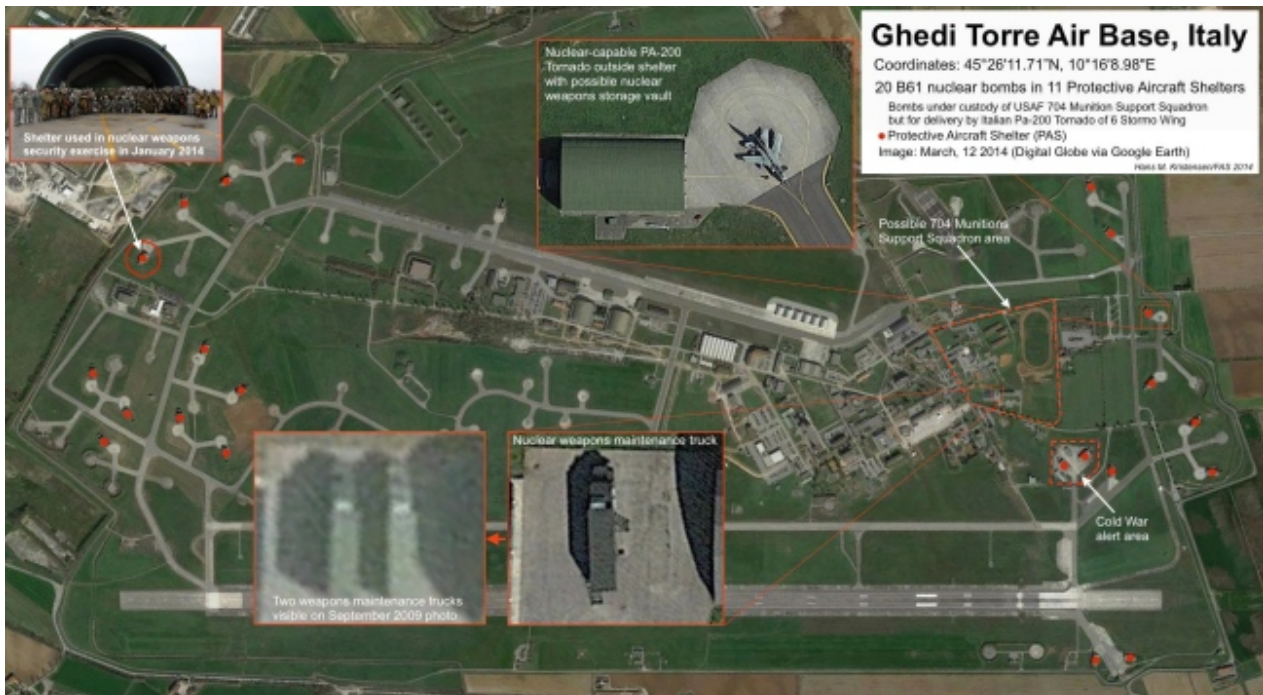 Ghedi Torre Air Base, Italy
Coordinates: 45°26'11.71"N, 10°16'8.98"E
20 B61 nuclear bombs in 11 Protective Aircraft Shelters
Bombs under custody of USAF 704 Munition Support Squadron
but for delivery by Italian Pa-200 Tornado of 6 Stormo Wing
Protective Aircraft Shelter (PAS)
Image: March, 12 2014 (Digital Globe via Google Earth)
Hans M. Kristensen/FAS 2014
Shelter used in nuclear weapons
security exercise in January 2014
Nuclear-capable PA-200
Tornado outside shelter
with possible nuclear
weapons storage vault
Possible 704 Munitions
Support Squadron area
Nuclear weapons maintenance truck
Two weapons maintenance trucks
visible on September 2009 photo
Cold War
alert area